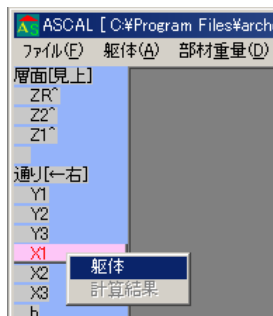 ASCAL [ C:¥Program Files¥arch
ファイル(F) 躯体(A) 部材重量(D)
層面[見上]
ZR^
Z2^
Z1^
通り[←右]
Y1
Y2
Y3
X1
躯体
X2
計算結果
X3
b